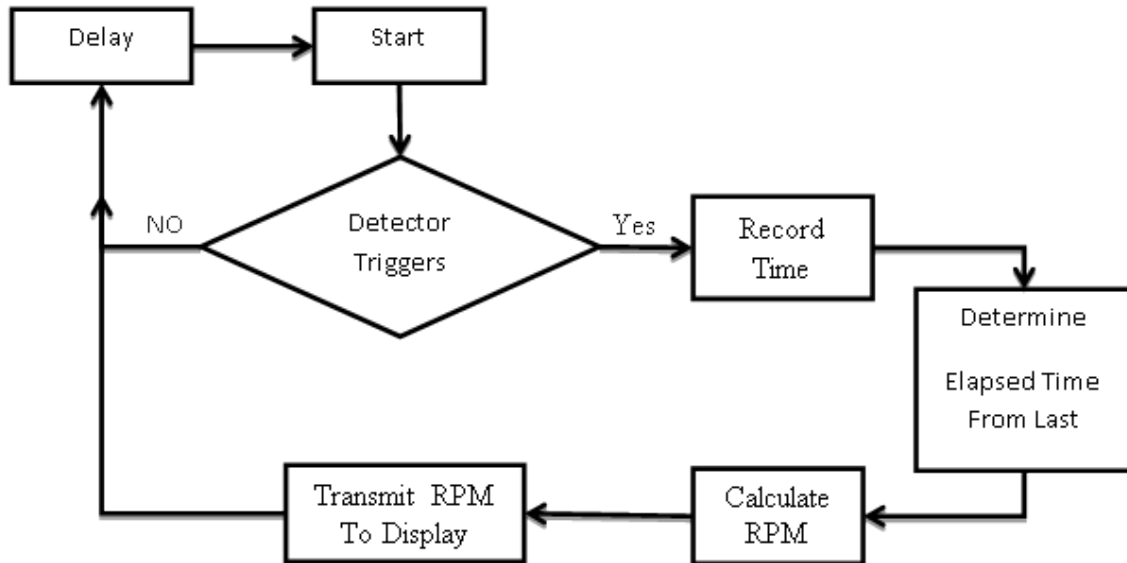 Delay
Start
NO
Detector
Triggers
Yes
Record
Time
Determine
Elapsed Time
From Last
Transmit RPM
To Display
Calculate
RPM